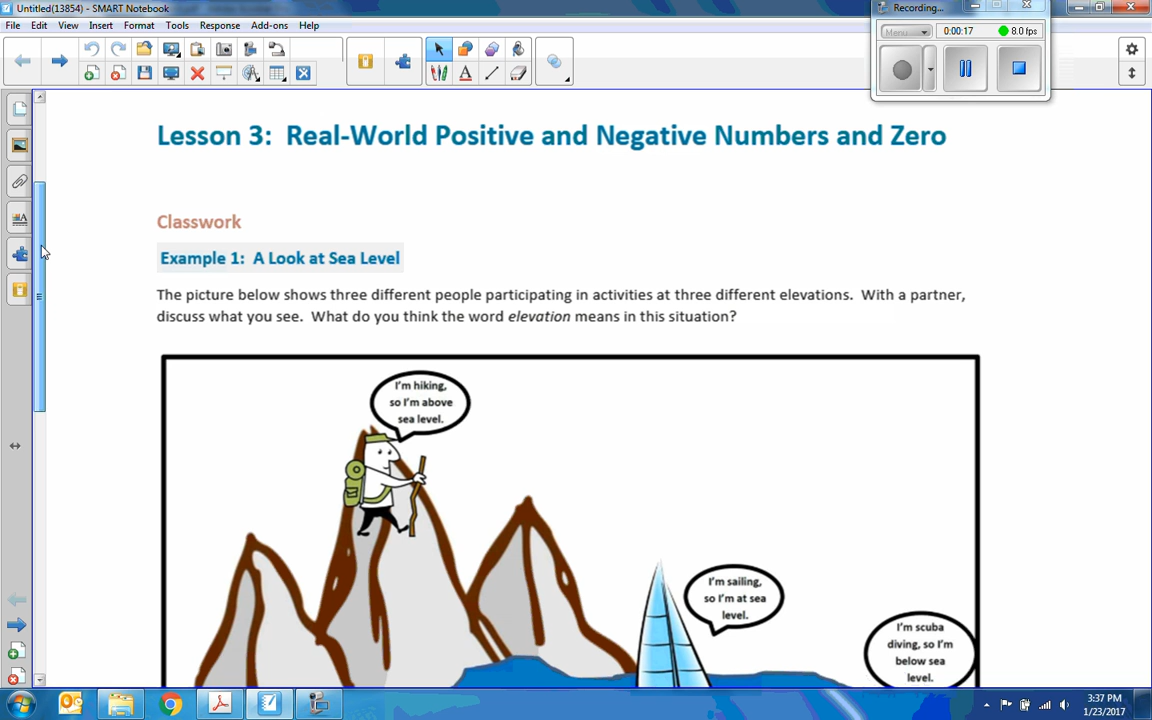 Untitled(13854) - SMART Notebook
Recording...
File Edit View Insert Format Tools Response Add-ons Help
Menu
0:00:17
8.0 fps
Lesson 3: Real-World Positive and Negative Numbers and Zero
Classwork
Example 1: A Look at Sea Level
The picture below shows three different people participating in activities at three different elevations. With a partner,
discuss what you see. What do you think the word elevation means in this situation?
I'm hiking,
so I'm above
sea level.
I'm sailing,
so I'm at sea
level.
I'm scuba
diving, so I'm
below sea
level.
3:37 PM
1/23/2017